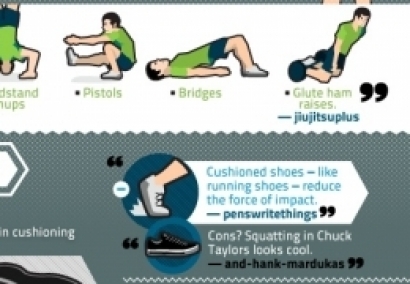 dstand
nups
▪ Pistols
▪ Bridges
▪ Glute ham
raises. ❞
— jiujitsuplus
❝ Cushioned shoes – like
running shoes – reduce
the force of impact.
— penswritethings ❞
in cushioning
❝ Cons? Squatting in Chuck
Taylors looks cool.
— and-hank-mardukas ❞